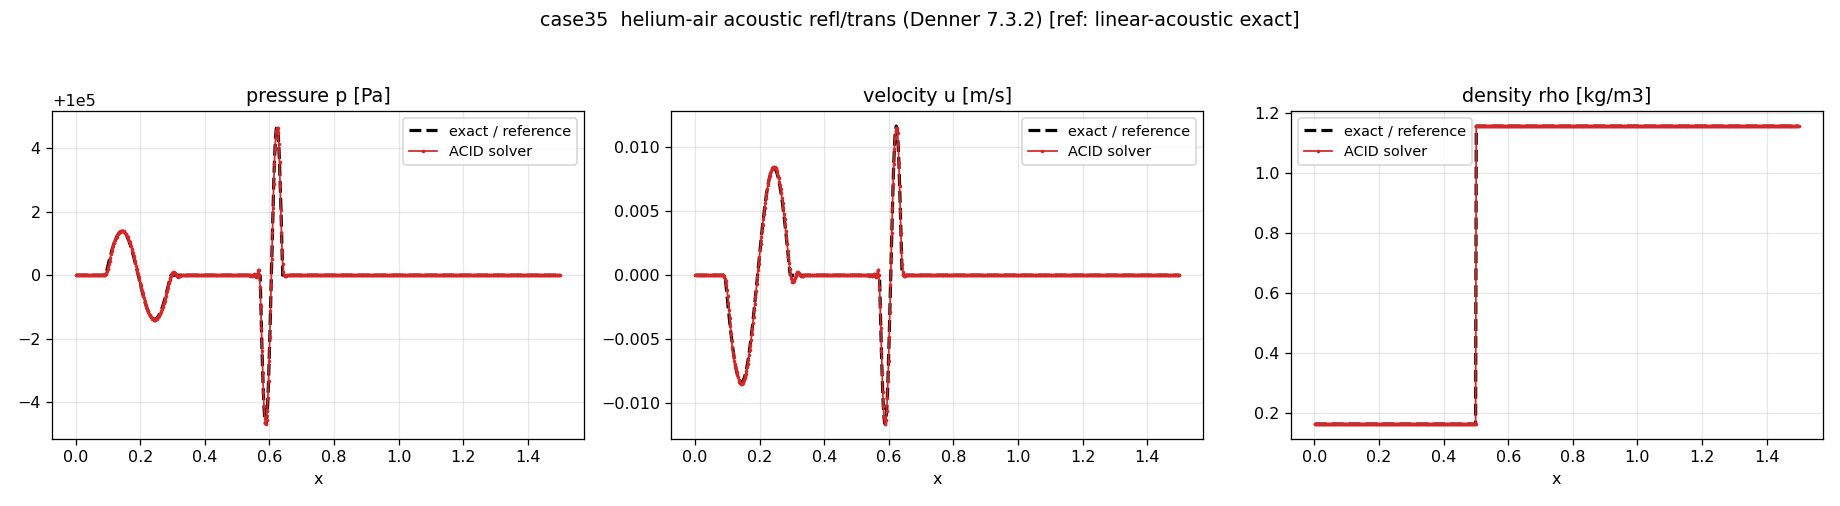 case35  helium-air acoustic refl/trans (Denner 7.3.2) [ref: linear-acoustic exact]
pressure p [Pa]
+1e5
exact / reference
ACID solver
4
2
0
−2
−4
0.0 0.2 0.4 0.6 0.8 1.0 1.2 1.4
x
velocity u [m/s]
exact / reference
ACID solver
0.010
0.005
0.000
−0.005
−0.010
0.0 0.2 0.4 0.6 0.8 1.0 1.2 1.4
x
density rho [kg/m3]
exact / reference
ACID solver
1.2
1.0
0.8
0.6
0.4
0.2
0.0 0.2 0.4 0.6 0.8 1.0 1.2 1.4
x